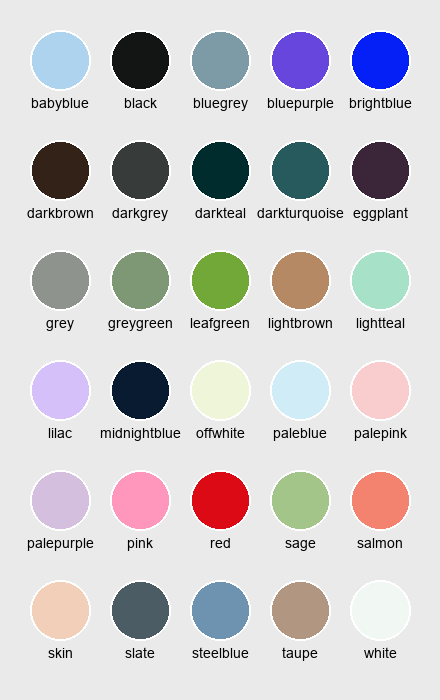 babyblue black bluegrey bluepurple brightblue
darkbrown darkgrey darkteal darkturquoise eggplant
grey greygreen leafgreen lightbrown lightteal
lilac midnightblue offwhite paleblue palepink
palepurple pink red sage salmon
skin slate steelblue taupe white